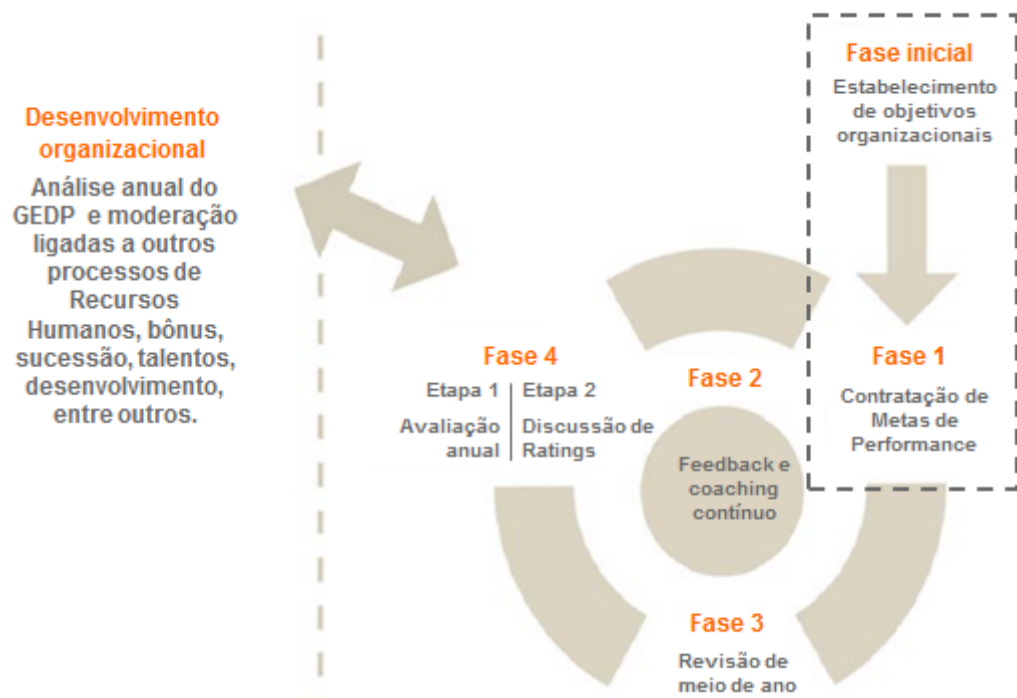 Desenvolvimento
organizacional
Análise anual do
GEDP e moderação
ligadas a outros
processos de
Recursos
Humanos, bônus,
sucessão, talentos,
desenvolvimento,
entre outros.
Fase inicial
Estabelecimento
de objetivos
organizacionais
Fase 1
Contratação de
Metas de
Performance
Fase 2
Feedback e
coaching
contínuo
Fase 3
Revisão de
meio de ano
Fase 4
Etapa 1
Avaliação
anual
Etapa 2
Discussão de
Ratings